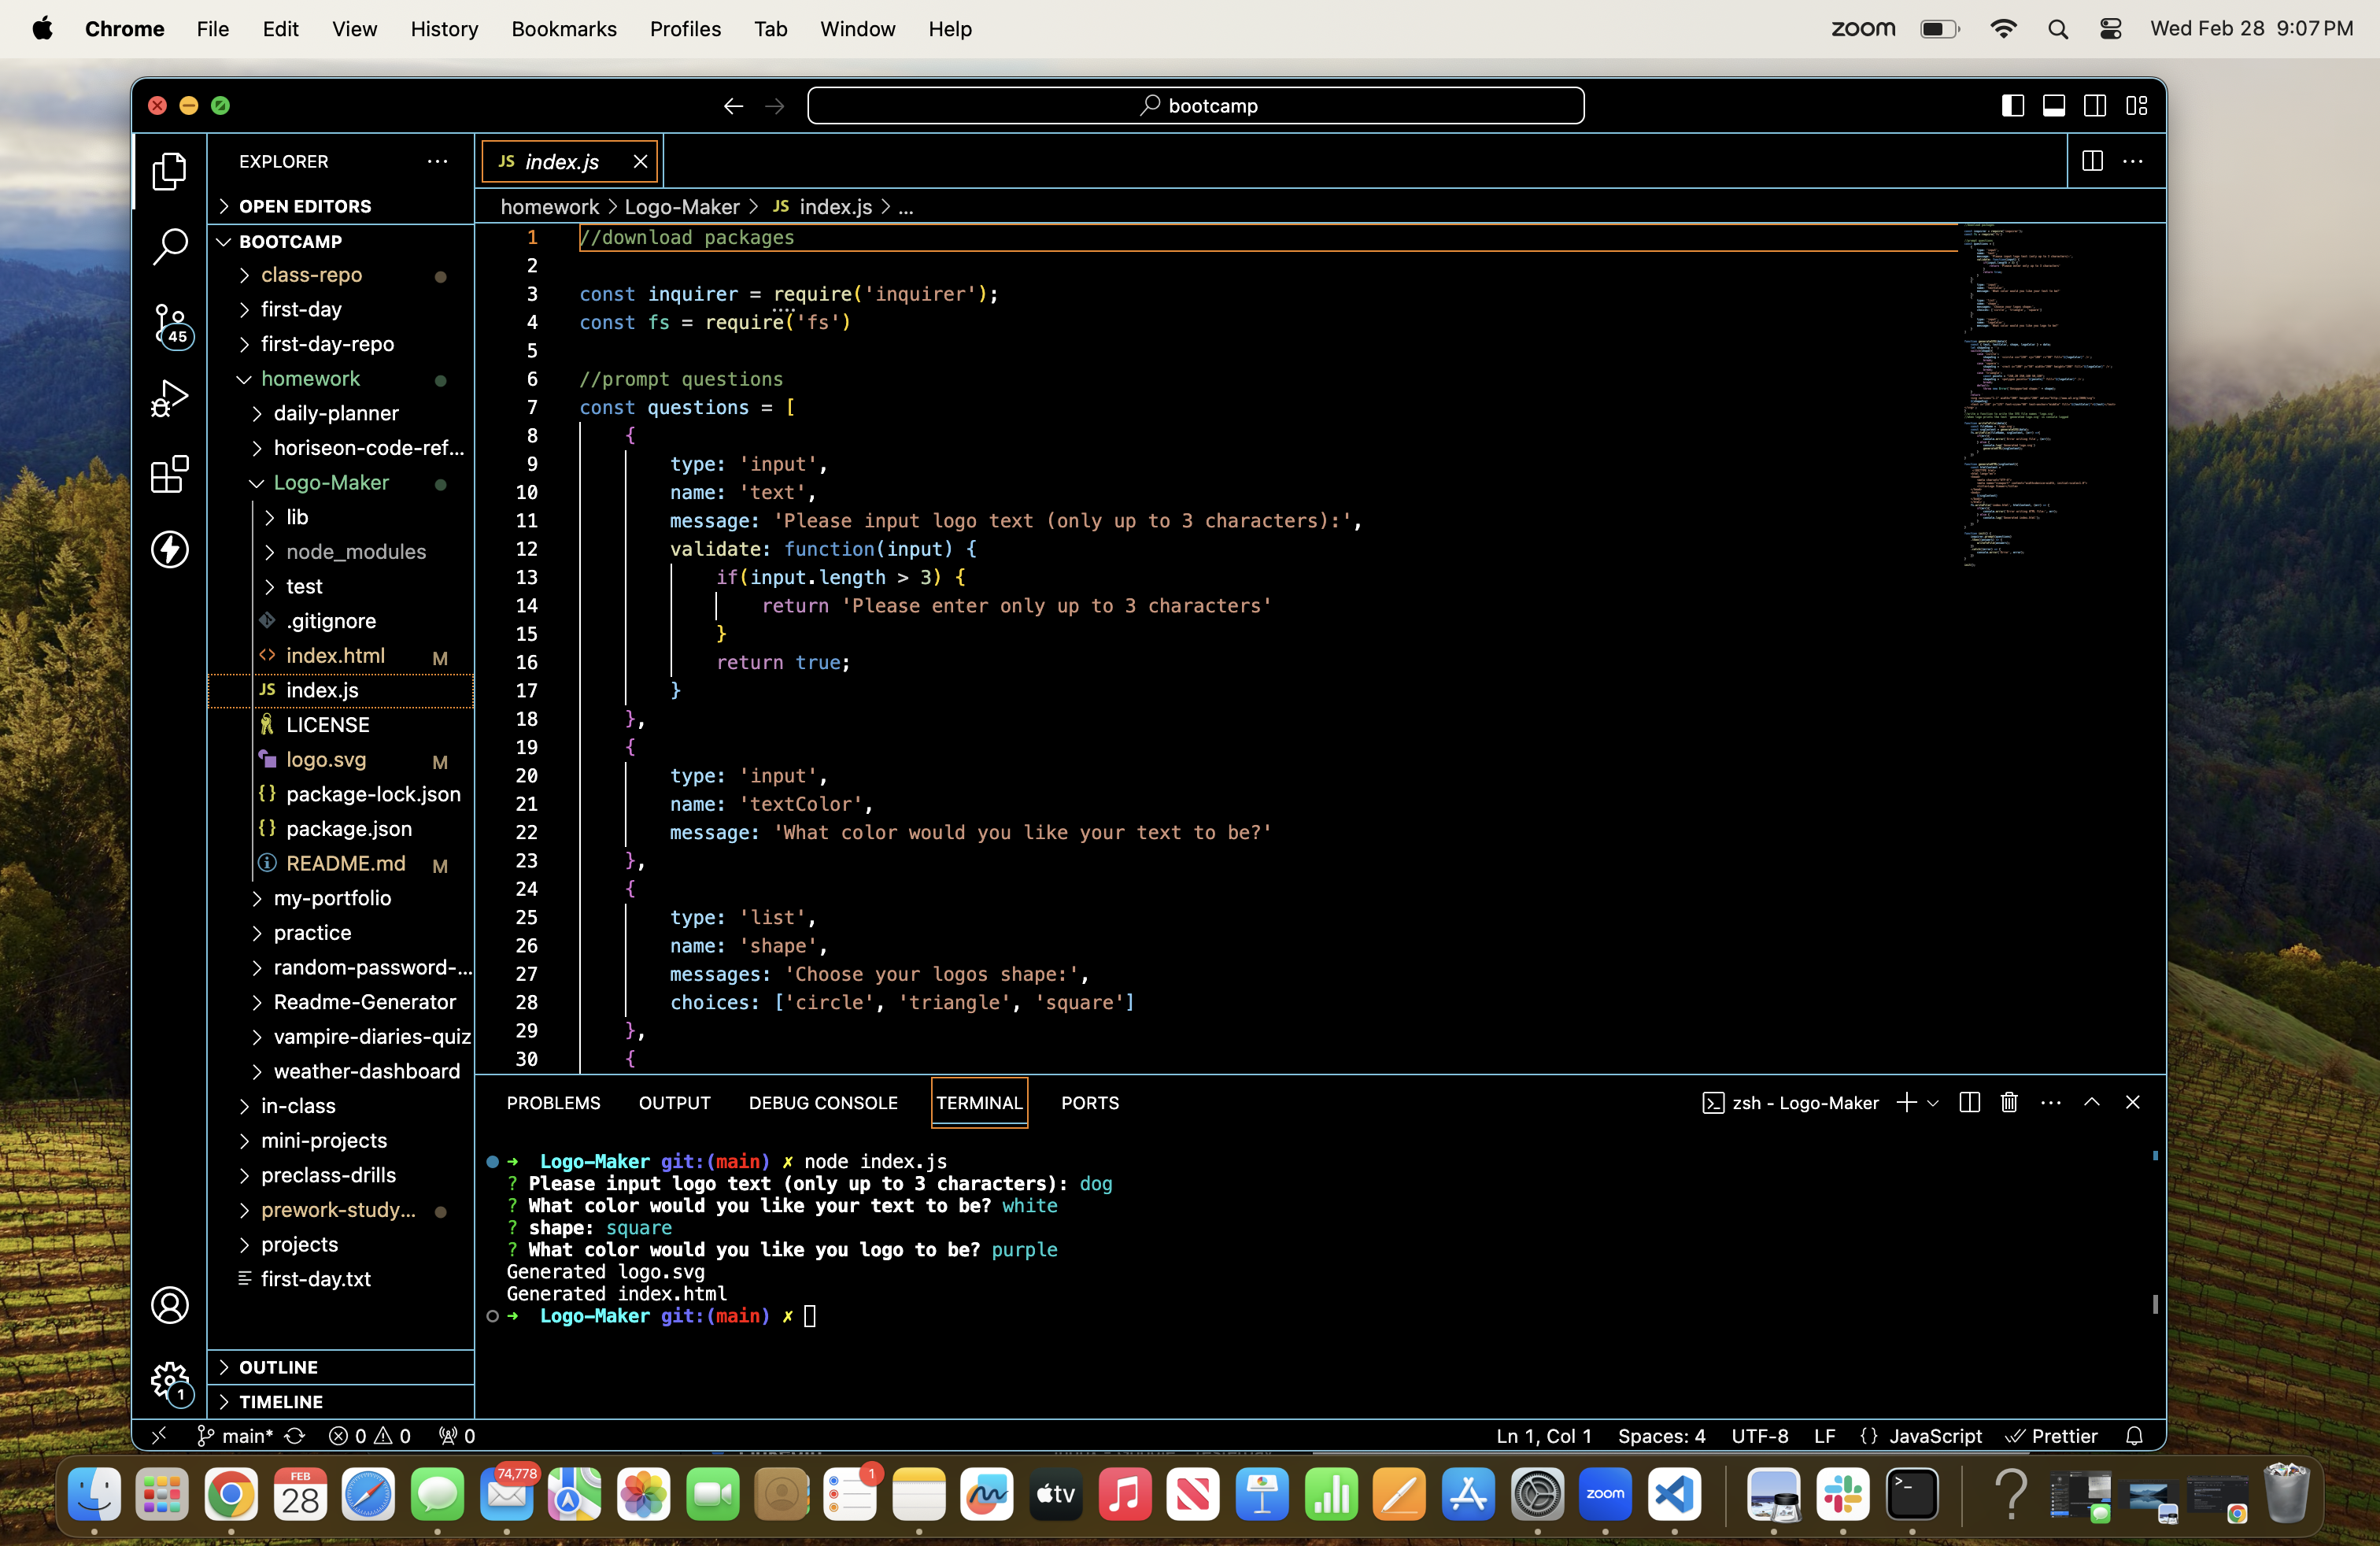 Chrome File Edit View History Bookmarks Profiles Tab Window Help zoom Wed Feb 28 9:07 PM
bootcamp
EXPLORER
OPEN EDITORS
BOOTCAMP
class-repo
first-day
45
first-day-repo
homework
daily-planner
horiseon-code-ref...
Logo-Maker
lib
node_modules
test
.gitignore
index.html M
JS index.js
LICENSE
logo.svg M
{} package-lock.json
{} package.json
README.md M
my-portfolio
practice
random-password-...
Readme-Generator
vampire-diaries-quiz
weather-dashboard
in-class
mini-projects
preclass-drills
prework-study...
projects
first-day.txt
OUTLINE
1
TIMELINE
JS index.js
homework > Logo-Maker > JS index.js > ...
1 //download packages
2
3 const inquirer = require('inquirer');
4 const fs = require('fs')
5
6 //prompt questions
7 const questions = [
8 {
9 type: 'input',
10 name: 'text',
11 message: 'Please input logo text (only up to 3 characters):',
12 validate: function(input) {
13 if(input.length > 3) {
14 return 'Please enter only up to 3 characters'
15 }
16 return true;
17 }
18 },
19 {
20 type: 'input',
21 name: 'textColor',
22 message: 'What color would you like your text to be?'
23 },
24 {
25 type: 'list',
26 name: 'shape',
27 messages: 'Choose your logos shape:',
28 choices: ['circle', 'triangle', 'square']
29 },
30 {
PROBLEMS OUTPUT DEBUG CONSOLE TERMINAL PORTS zsh - Logo-Maker
➜ Logo-Maker git:(main) ✗ node index.js
? Please input logo text (only up to 3 characters): dog
? What color would you like your text to be? white
? shape: square
? What color would you like you logo to be? purple
Generated logo.svg
Generated index.html
➜ Logo-Maker git:(main) ✗
main* 0 0 0 Ln 1, Col 1 Spaces: 4 UTF-8 LF {} JavaScript Prettier
FEB
28
74,778
1
tv
zoom